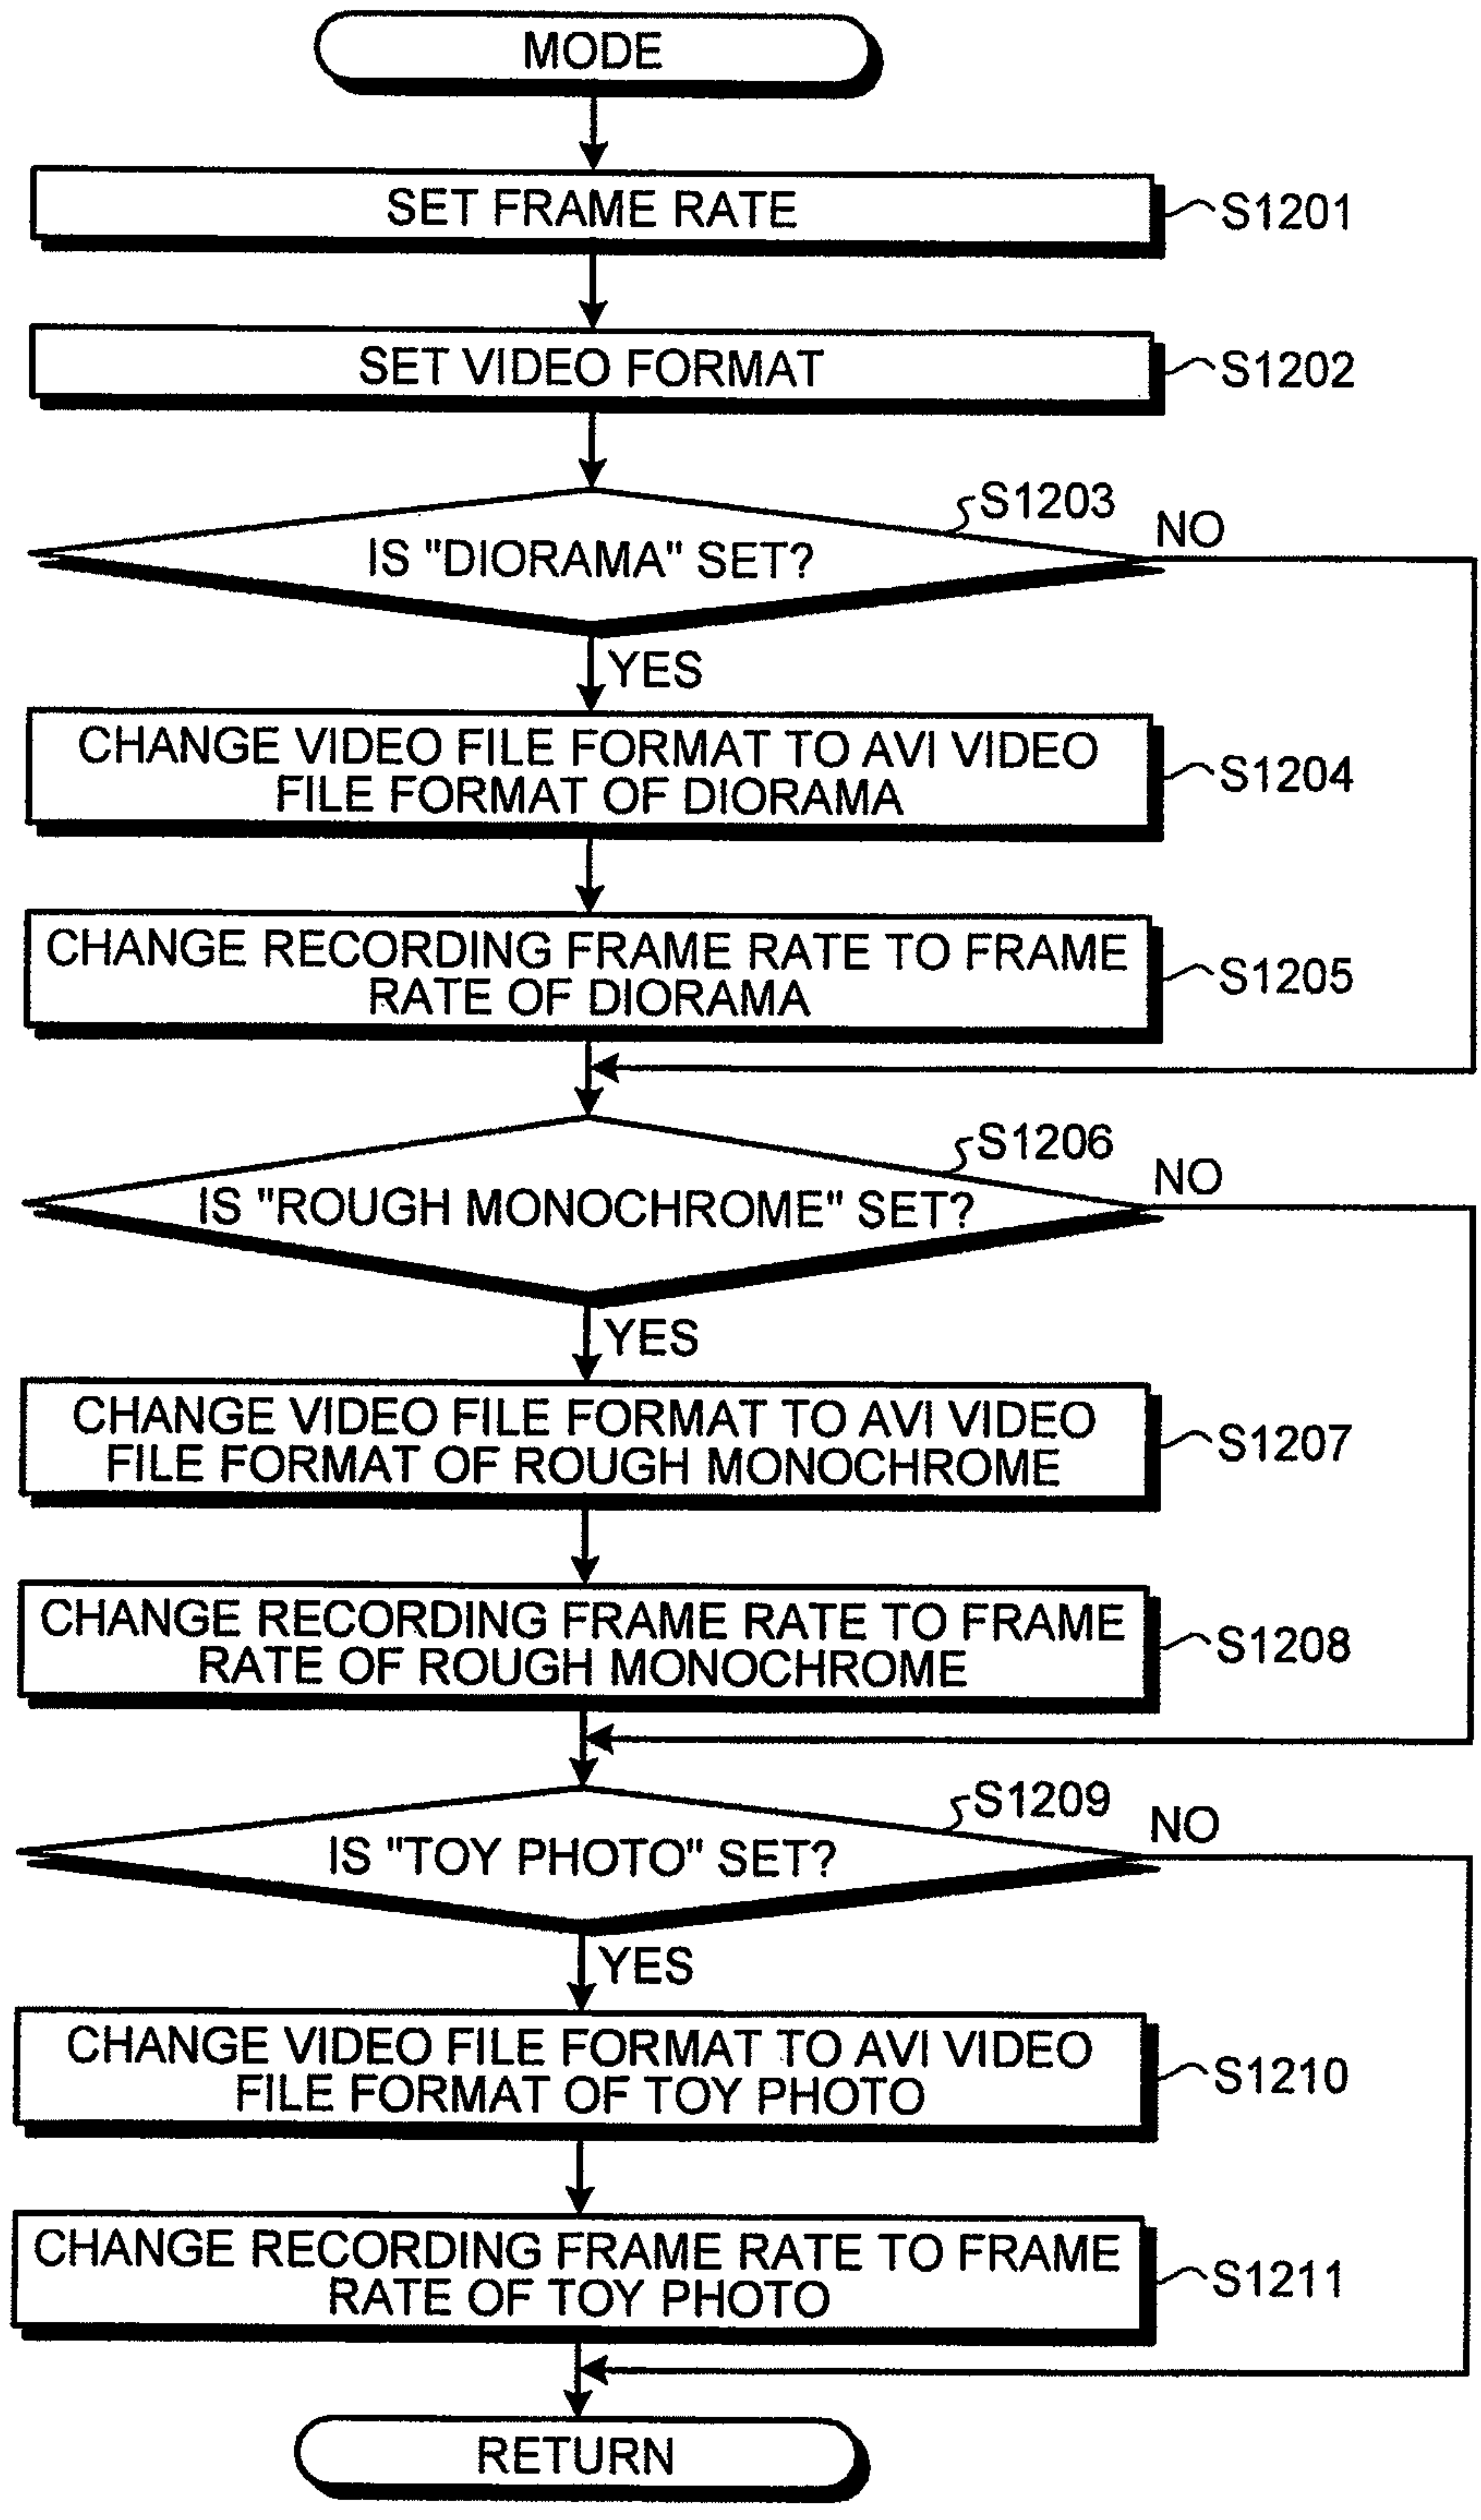 MODE
SET FRAME RATE
S1201
SET VIDEO FORMAT
S1202
S1203
NO
IS "DIORAMA" SET?
YES
CHANGE VIDEO FILE FORMAT TO AVI VIDEO
FILE FORMAT OF DIORAMA
S1204
CHANGE RECORDING FRAME RATE TO FRAME
RATE OF DIORAMA
S1205
S1206
NO
IS "ROUGH MONOCHROME" SET?
YES
CHANGE VIDEO FILE FORMAT TO AVI VIDEO
FILE FORMAT OF ROUGH MONOCHROME
S1207
CHANGE RECORDING FRAME RATE TO FRAME
RATE OF ROUGH MONOCHROME
S1208
S1209
NO
IS "TOY PHOTO" SET?
YES
CHANGE VIDEO FILE FORMAT TO AVI VIDEO
FILE FORMAT OF TOY PHOTO
S1210
CHANGE RECORDING FRAME RATE TO FRAME
RATE OF TOY PHOTO
S1211
RETURN